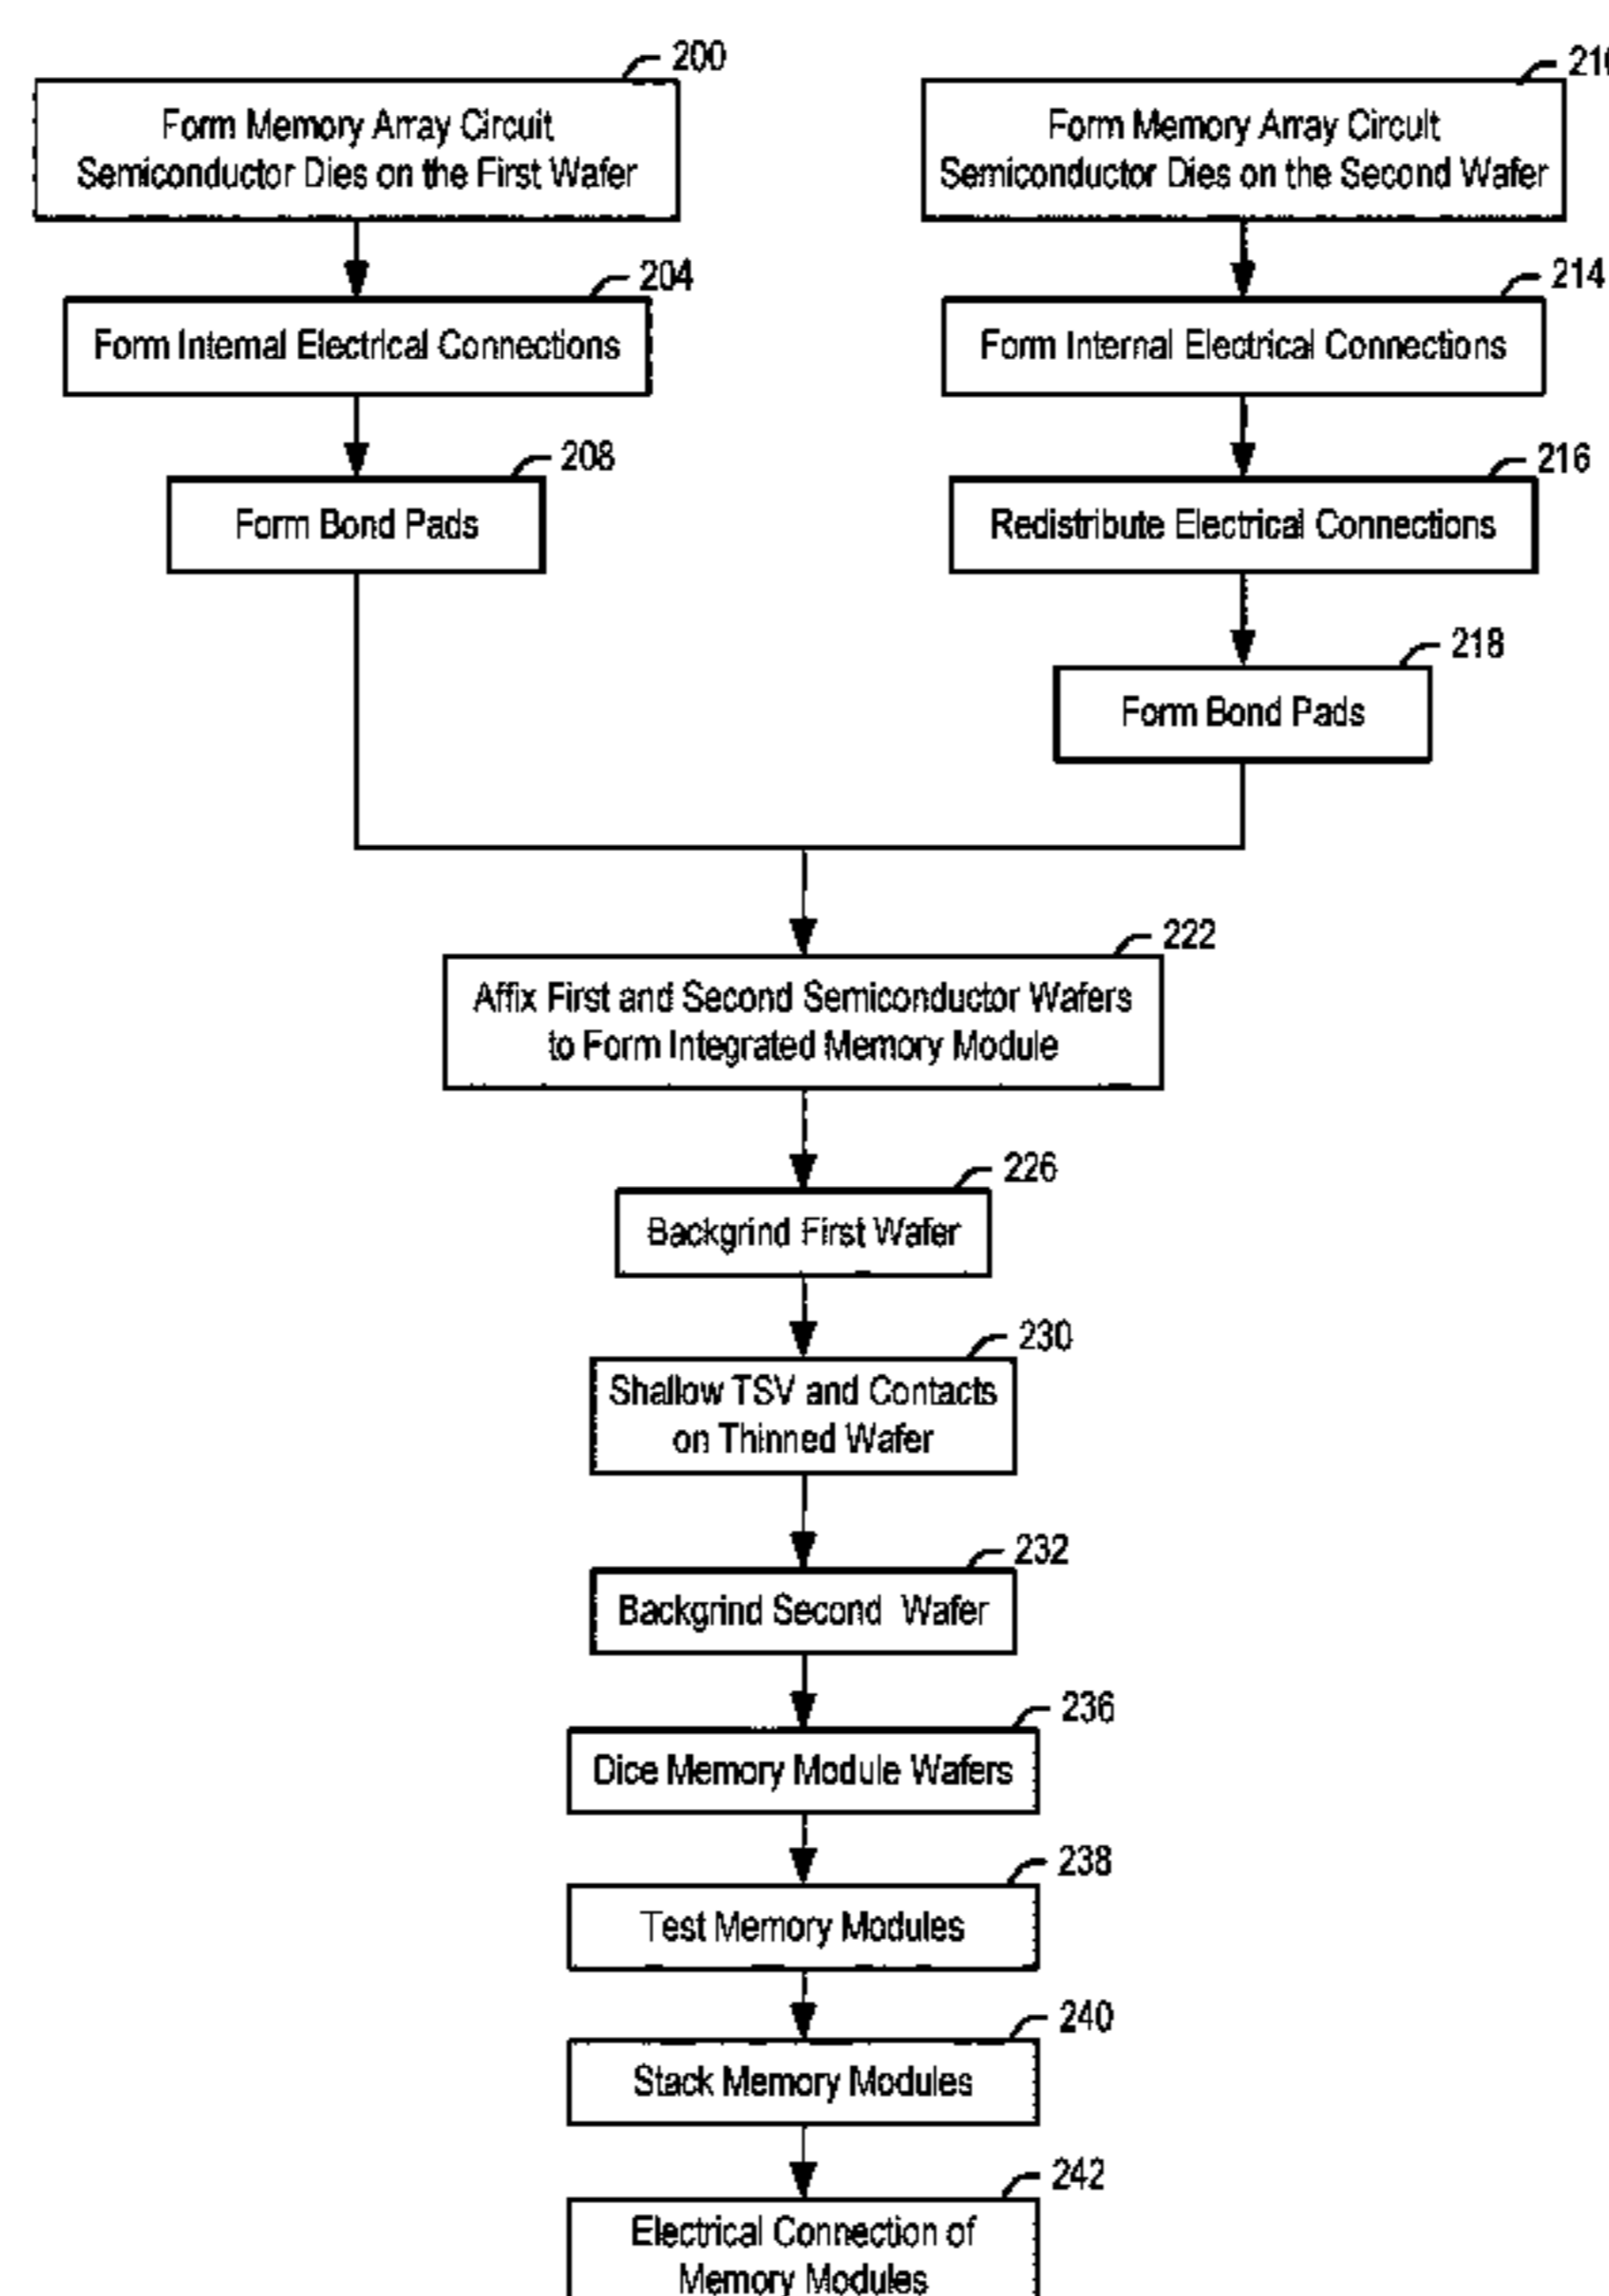 200
Form Memory Array Circuit
Semiconductor Dies on the First Wafer
204
Form Internal Electrical Connections
208
Form Bond Pads
Form Memory Array Circuit
Semiconductor Dies on the Second Wafer
214
Form Internal Electrical Connections
216
Redistribute Electrical Connections
218
Form Bond Pads
222
Affix First and Second Semiconductor Wafers
to Form Integrated Memory Module
226
Backgrind First Wafer
230
Shallow TSV and Contacts
on Thinned Wafer
232
Backgrind Second Wafer
236
Dice Memory Module Wafers
238
Test Memory Modules
240
Stack Memory Modules
242
Electrical Connection of
Memory Modules